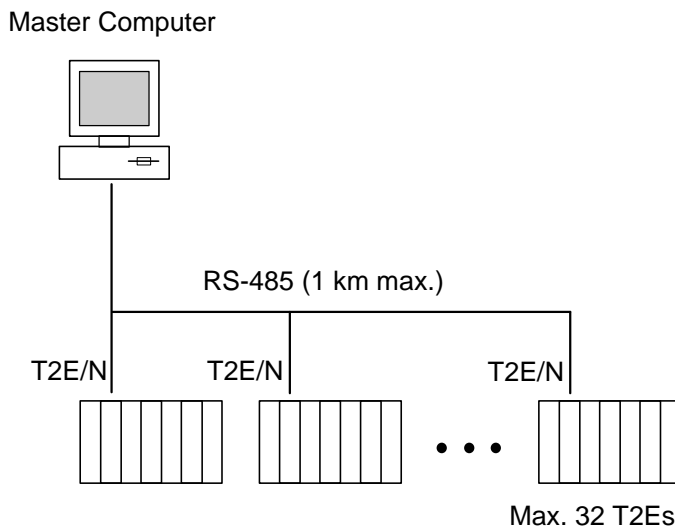 Master Computer
RS-485 (1 km max.)
T2E/N
T2E/N
T2E/N
Max. 32 T2Es